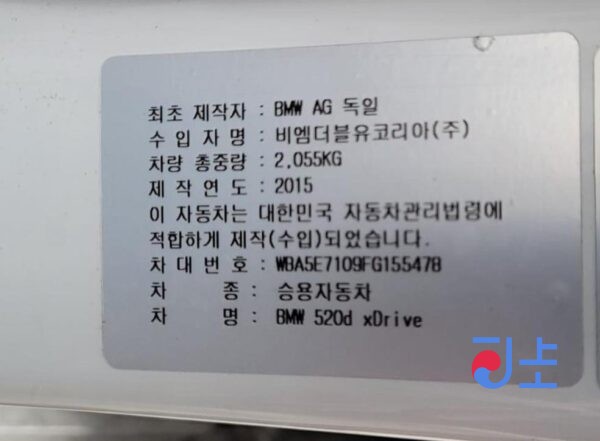 최초 제작자 : BMW AG 독일
수 입 자 명 : 비엠더블유코리아(주)
차량 총중량 : 2,055KG
제 작 연 도 : 2015
이 자동차는 대한민국 자동차관리법령에
적합하게 제작(수입)되었습니다.
차 대 번 호 : WBA5E7109FG155478
차 종 : 승용자동차
차 명 : BMW 520d xDrive